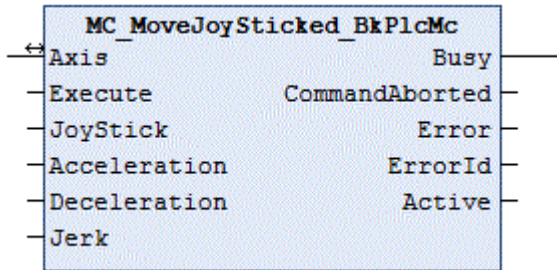 MC_MoveJoySticked_BkPlcMc
Axis Busy
Execute CommandAborted
JoyStick Error
Acceleration ErrorId
Deceleration Active
Jerk